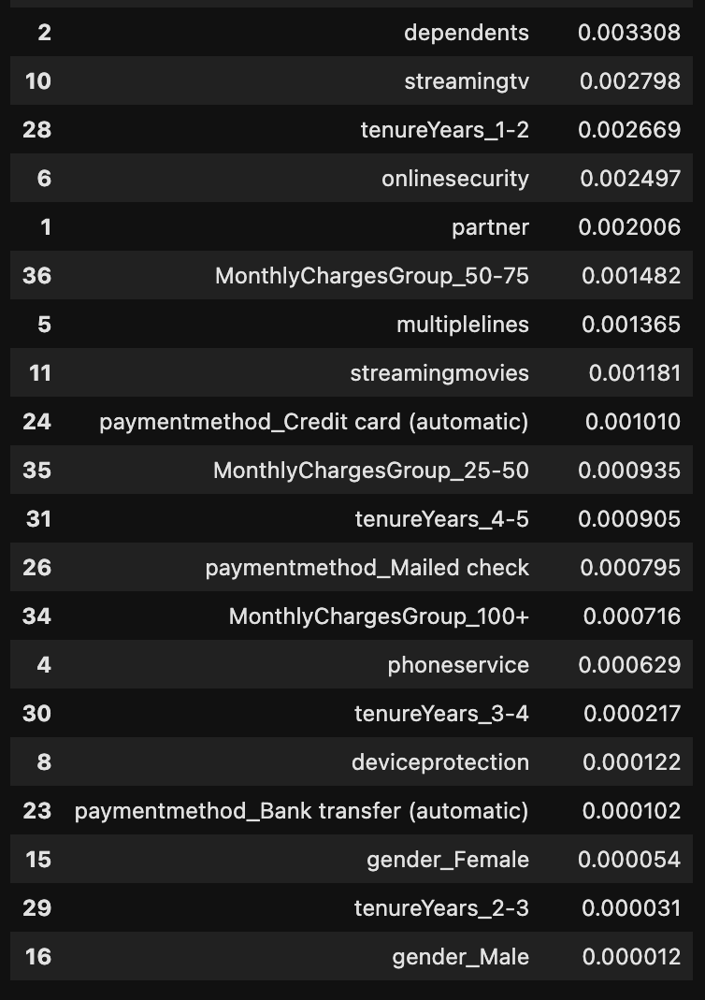 2 dependents 0.003308
10 streamingtv 0.002798
28 tenureYears_1-2 0.002669
6 onlinesecurity 0.002497
1 partner 0.002006
36 MonthlyChargesGroup_50-75 0.001482
5 multiplelines 0.001365
11 streamingmovies 0.001181
24 paymentmethod_Credit card (automatic) 0.001010
35 MonthlyChargesGroup_25-50 0.000935
31 tenureYears_4-5 0.000905
26 paymentmethod_Mailed check 0.000795
34 MonthlyChargesGroup_100+ 0.000716
4 phoneservice 0.000629
30 tenureYears_3-4 0.000217
8 deviceprotection 0.000122
23 paymentmethod_Bank transfer (automatic) 0.000102
15 gender_Female 0.000054
29 tenureYears_2-3 0.000031
16 gender_Male 0.000012